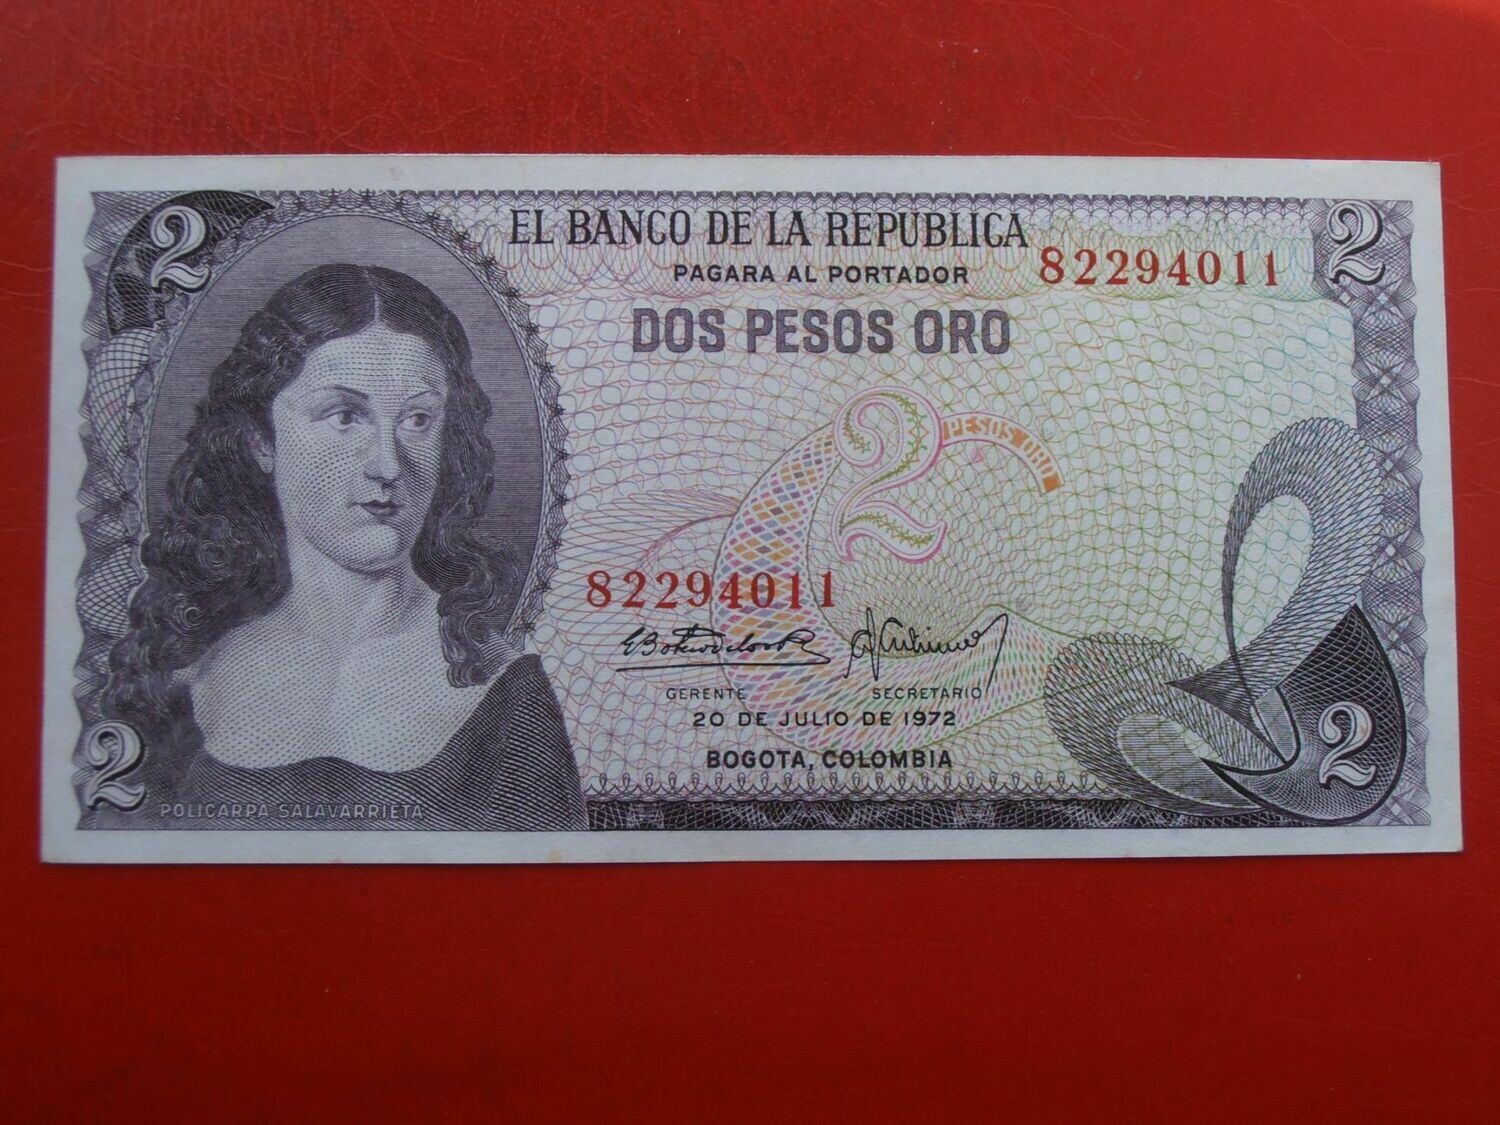 2
EL BANCO DE LA REPUBLICA
2
PAGARA AL PORTADOR
82294011
DOS PESOS ORO
2
PESOS ORO
82294011
GERENTE SECRETARIO
20 DE JULIO DE 1972
BOGOTA, COLOMBIA
2
2
POLICARPA SALAVARRIETA